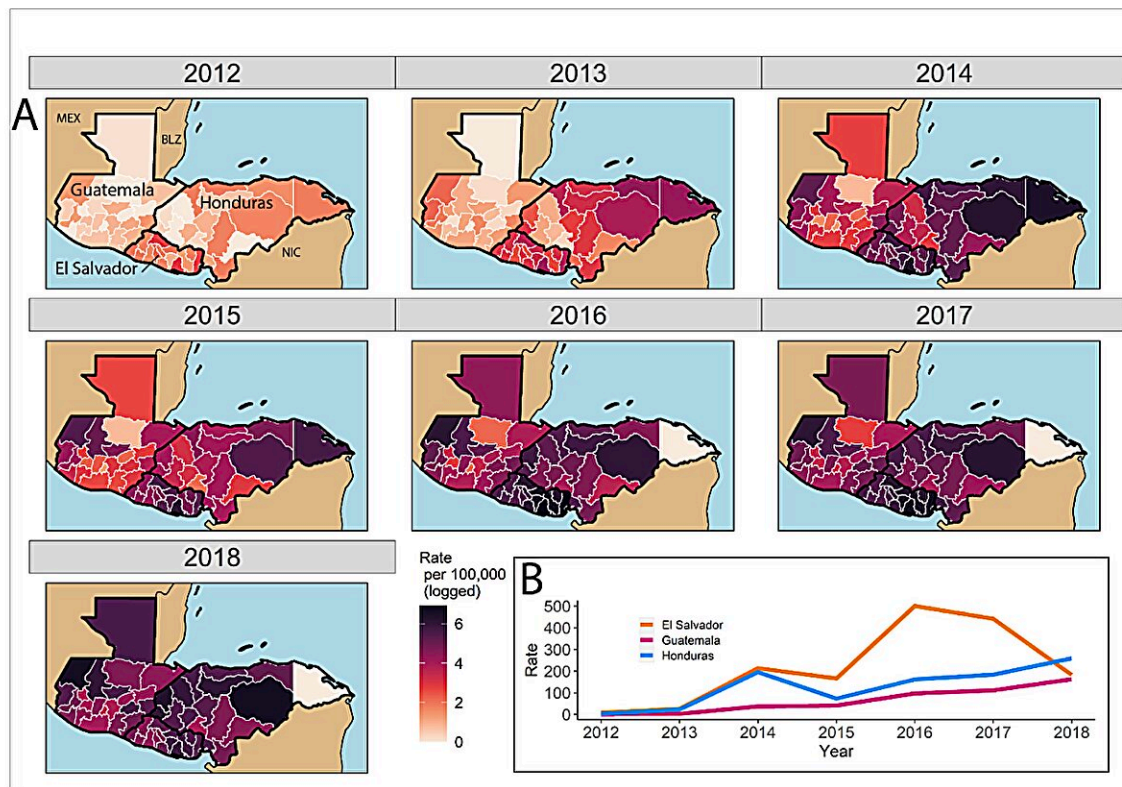 2012
2013
2014
A
MEX
BLZ
Guatemala
Honduras
El Salvador
NIC
2015
2016
2017
2018
Rate
per 100,000
(logged)
6
4
2
0
B
500
400
300
200
100
0
Rate
El Salvador
Guatemala
Honduras
2012 2013 2014 2015 2016 2017 2018
Year